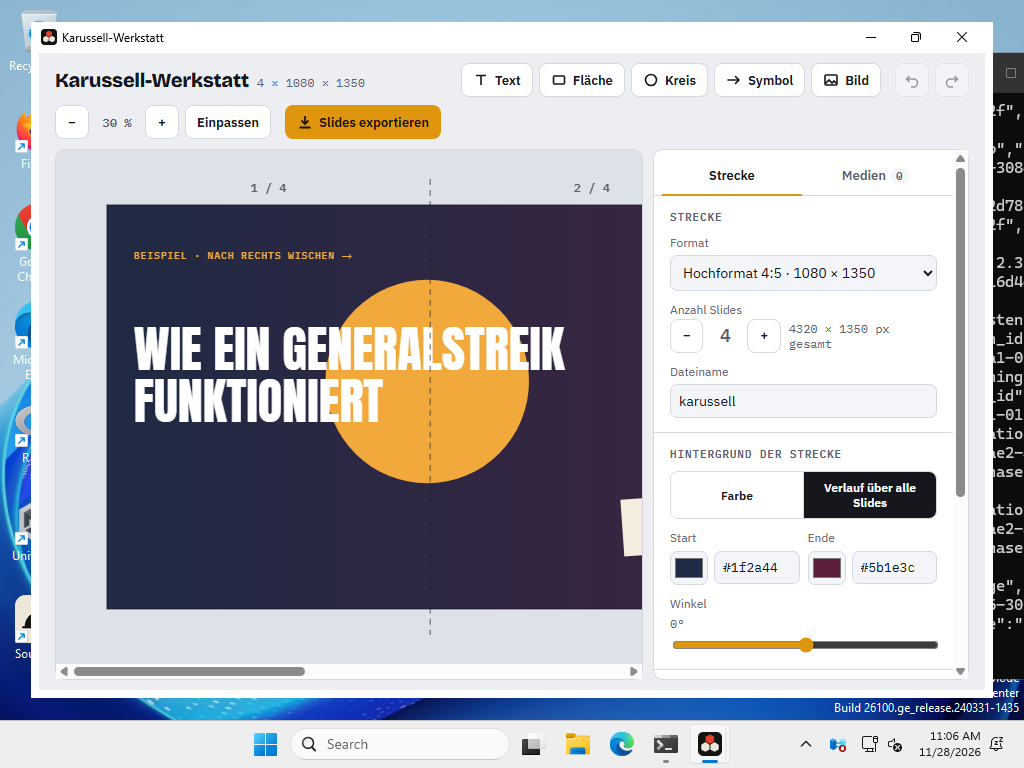 Karussell-Werkstatt
Karussell-Werkstatt 4 × 1080 × 1350
Text
Fläche
Kreis
Symbol
Bild
− 30 % + Einpassen
Slides exportieren
1 / 4
2 / 4
BEISPIEL · NACH RECHTS WISCHEN →
WIE EIN GENERALSTREIK
FUNKTIONIERT
Strecke
Medien 0
STRECKE
Format
Hochformat 4:5 · 1080 × 1350
Anzahl Slides
− 4 + 4320 × 1350 px
gesamt
Dateiname
karussell
HINTERGRUND DER STRECKE
Farbe
Verlauf über alle
Slides
Start
Ende
#1f2a44
#5b1e3c
Winkel
0°
Build 26100.ge_release.240331-1435
Search
11:06 AM
11/28/2026